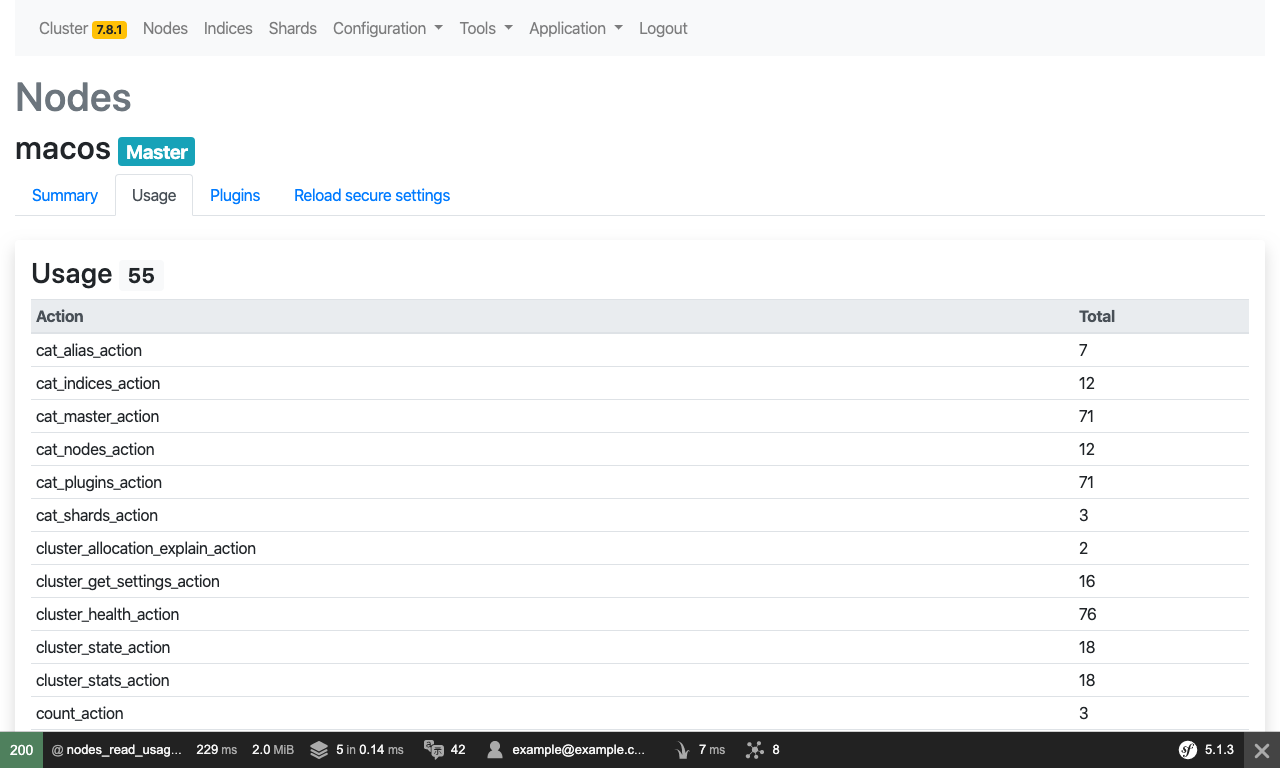 Cluster 7.8.1 Nodes Indices Shards Configuration Tools Application Logout
Nodes
macos Master
Summary Usage Plugins Reload secure settings
Usage 55
Action Total
cat_alias_action 7
cat_indices_action 12
cat_master_action 71
cat_nodes_action 12
cat_plugins_action 71
cat_shards_action 3
cluster_allocation_explain_action 2
cluster_get_settings_action 16
cluster_health_action 76
cluster_state_action 18
cluster_stats_action 18
count_action 3
200 @ nodes_read_usag... 229 ms 2.0 MiB 5 in 0.14 ms 42 example@example.c... 7 ms 8 sf 5.1.3